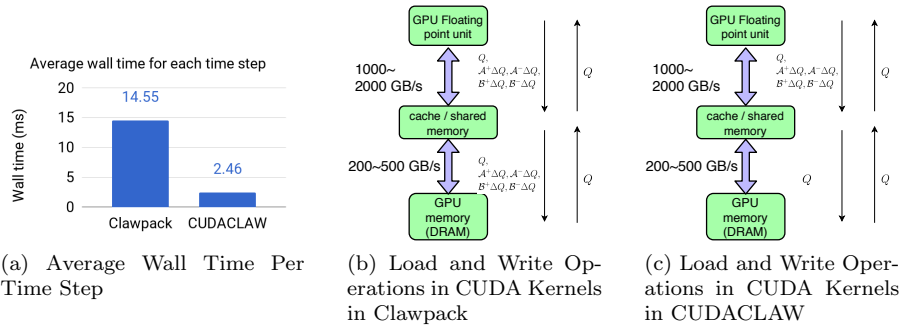 Average wall time for each time step
Wall time (ms)
20
15
10
5
0
14.55
2.46
Clawpack
CUDACLAW
(a) Average Wall Time Per
Time Step
GPU Floating
point unit
1000~
2000 GB/s
Q,
𝒜⁺ΔQ, 𝒜⁻ΔQ,
ℬ⁺ΔQ, ℬ⁻ΔQ
Q
cache / shared
memory
200~500 GB/s
Q,
𝒜⁺ΔQ, 𝒜⁻ΔQ,
ℬ⁺ΔQ, ℬ⁻ΔQ
Q
GPU
memory
(DRAM)
(b) Load and Write Op-
erations in CUDA Kernels
in Clawpack
GPU Floating
point unit
1000~
2000 GB/s
Q,
𝒜⁺ΔQ, 𝒜⁻ΔQ,
ℬ⁺ΔQ, ℬ⁻ΔQ
Q
cache / shared
memory
200~500 GB/s
Q
Q
GPU
memory
(DRAM)
(c) Load and Write Oper-
ations in CUDA Kernels
in CUDACLAW